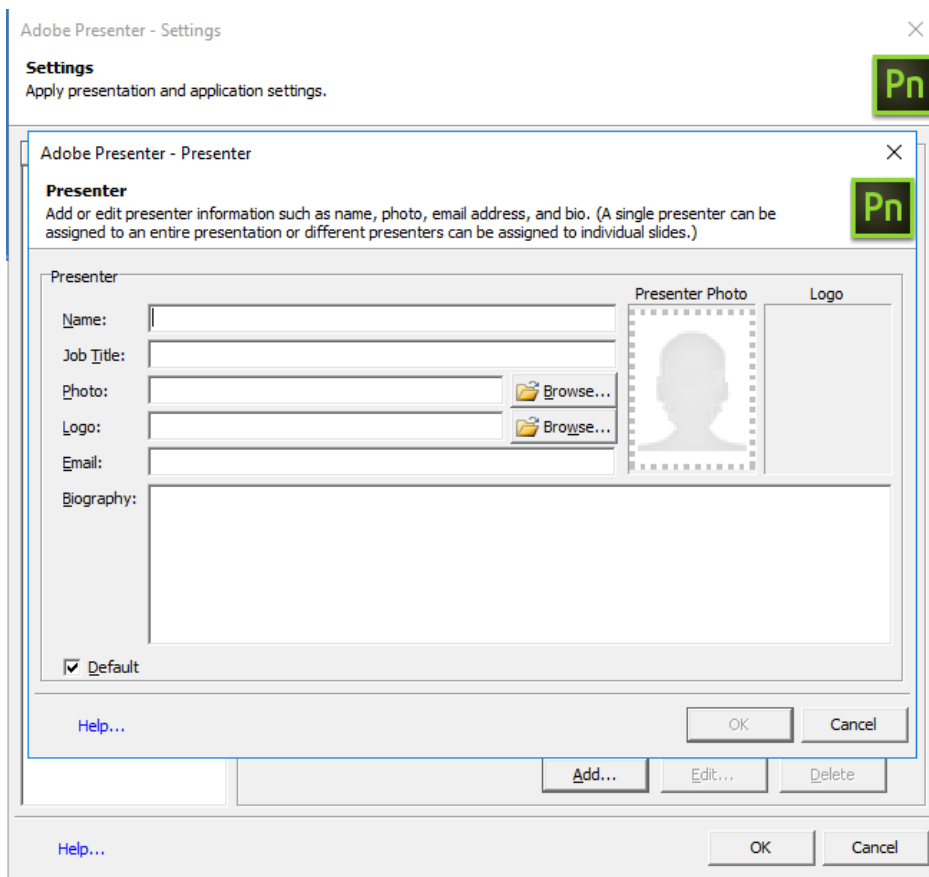 Adobe Presenter - Settings
Settings
Apply presentation and application settings.
Pn
Adobe Presenter - Presenter
Presenter
Add or edit presenter information such as name, photo, email address, and bio. (A single presenter can be
assigned to an entire presentation or different presenters can be assigned to individual slides.)
Pn
Presenter
Presenter Photo Logo
Name:
Job Title:
Photo: Browse...
Logo: Browse...
Email:
Biography:
Default
Help... OK Cancel
Add... Edit... Delete
Help... OK Cancel